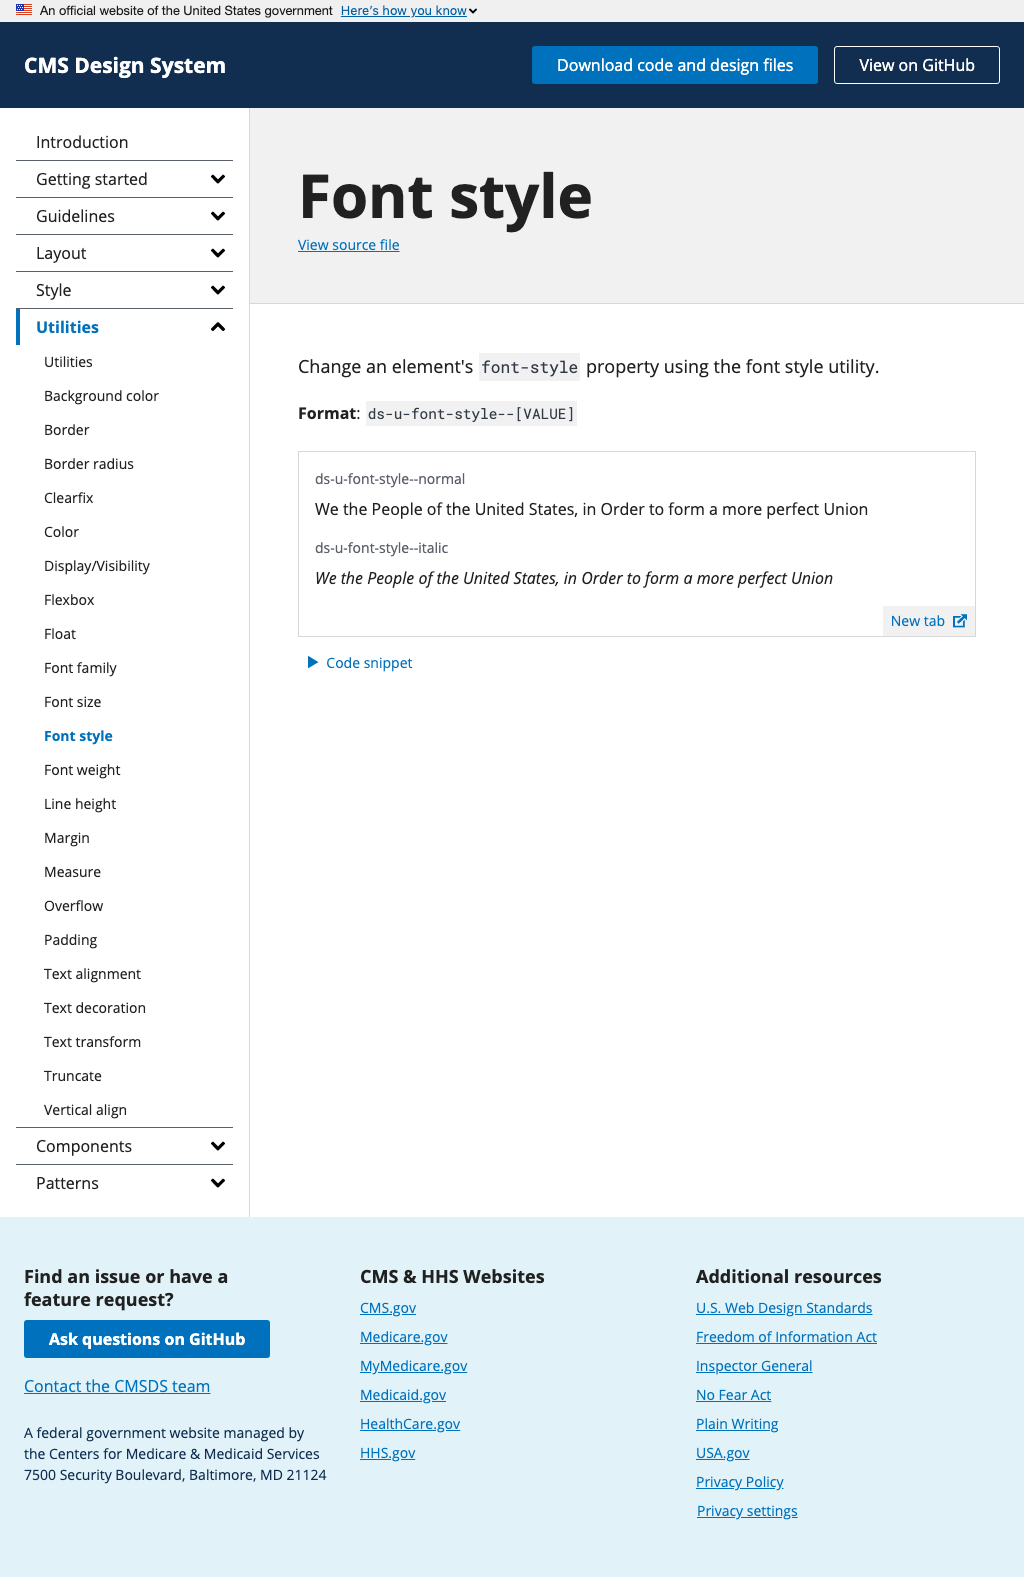 An official website of the United States government Here's how you know
CMS Design System
Download code and design files
View on GitHub
Introduction
Getting started
Guidelines
Layout
Style
Utilities
Utilities
Background color
Border
Border radius
Clearfix
Color
Display/Visibility
Flexbox
Float
Font family
Font size
Font style
Font weight
Line height
Margin
Measure
Overflow
Padding
Text alignment
Text decoration
Text transform
Truncate
Vertical align
Components
Patterns
Font style
View source file
Change an element's font-style property using the font style utility.
Format: ds-u-font-style--[VALUE]
ds-u-font-style--normal
We the People of the United States, in Order to form a more perfect Union
ds-u-font-style--italic
We the People of the United States, in Order to form a more perfect Union
New tab
Code snippet
Find an issue or have a
feature request?
Ask questions on GitHub
Contact the CMSDS team
A federal government website managed by
the Centers for Medicare & Medicaid Services
7500 Security Boulevard, Baltimore, MD 21124
CMS & HHS Websites
CMS.gov
Medicare.gov
MyMedicare.gov
Medicaid.gov
HealthCare.gov
HHS.gov
Additional resources
U.S. Web Design Standards
Freedom of Information Act
Inspector General
No Fear Act
Plain Writing
USA.gov
Privacy Policy
Privacy settings